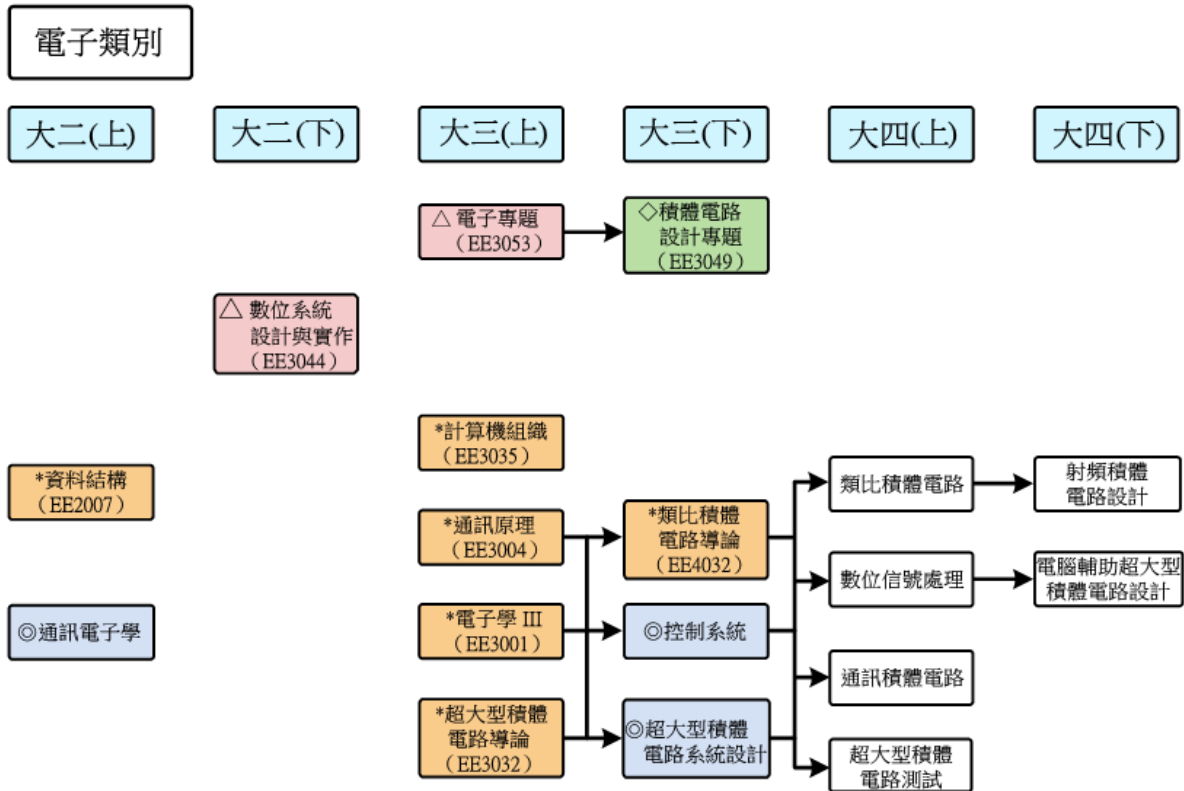 電子類別
大二(上)
大二(下)
大三(上)
大三(下)
大四(上)
大四(下)
△ 電子專題
（EE3053）
◇積體電路
設計專題
（EE3049）
△ 數位系統
設計與實作
（EE3044）
*資料結構
（EE2007）
◎通訊電子學
*計算機組織
（EE3035）
*通訊原理
（EE3004）
*電子學 III
（EE3001）
*超大型積體
電路導論
（EE3032）
*類比積體
電路導論
（EE4032）
◎控制系統
◎超大型積體
電路系統設計
類比積體電路
數位信號處理
通訊積體電路
超大型積體
電路測試
射頻積體
電路設計
電腦輔助超大型
積體電路設計